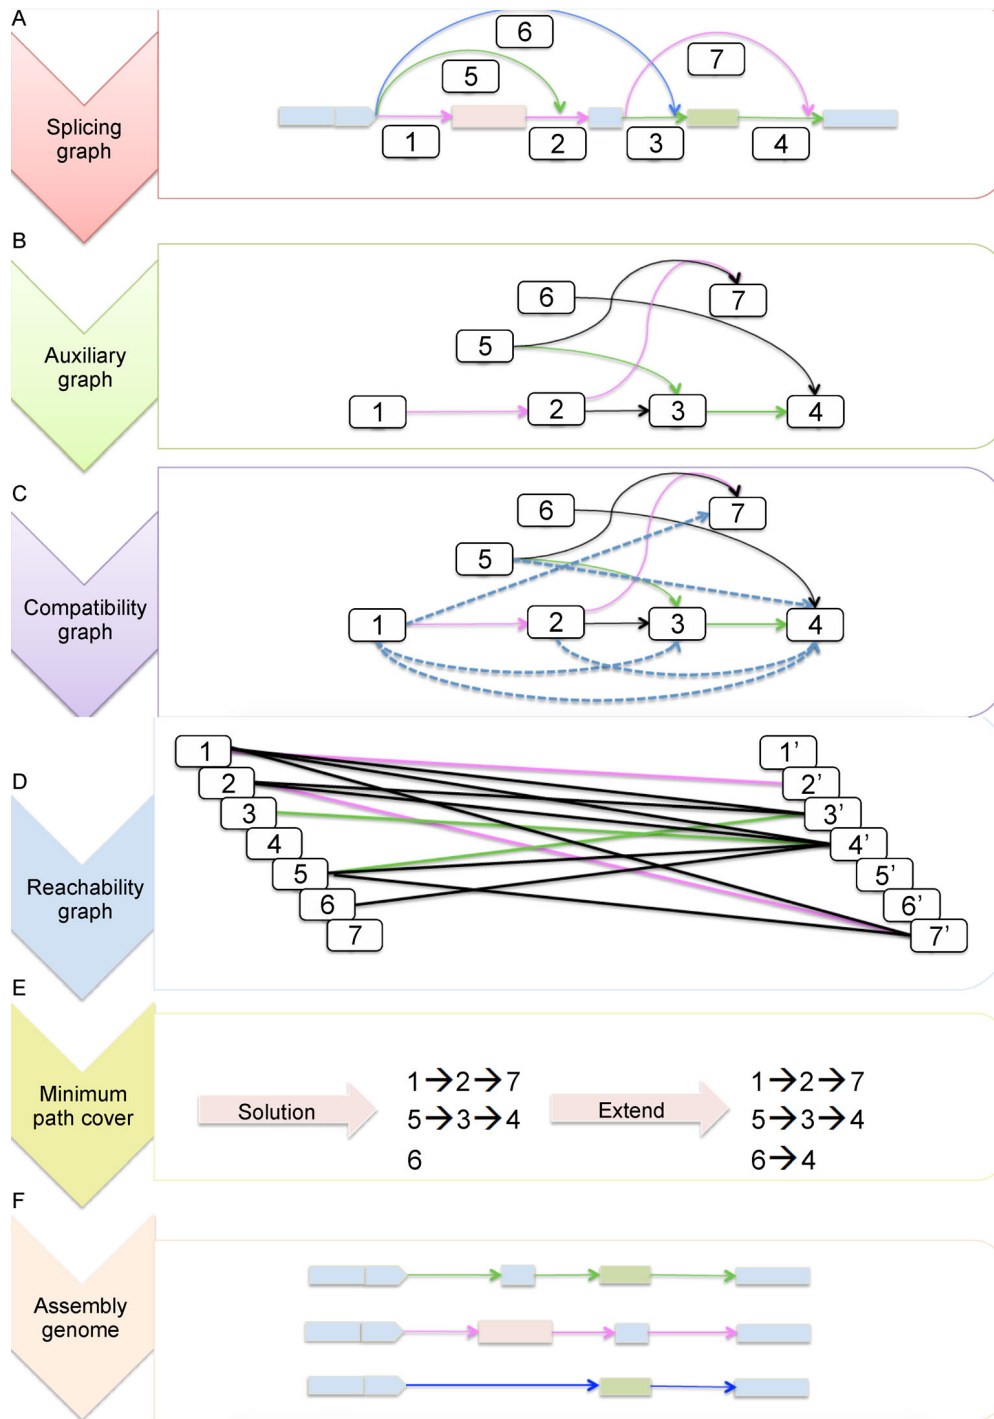 A
Splicing
graph
6
5
7
1
2
3
4
B
Auxiliary
graph
6
7
5
1
2
3
4
C
Compatibility
graph
6
7
5
1
2
3
4
D
Reachability
graph
1
2
3
4
5
6
7
1'
2'
3'
4'
5'
6'
7'
E
Minimum
path cover
Solution
1→2→7
5→3→4
6
Extend
1→2→7
5→3→4
6→4
F
Assembly
genome